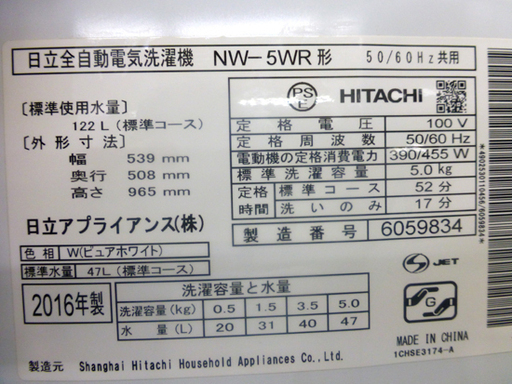 日立全自動電気洗濯機 NW-5WR 形 50/60Hz共用
[標準使用水量]
122 L (標準コース)
[外形寸法]
幅 539 mm
奥行 508 mm
高さ 965 mm
日立アプライアンス(株)
色相 W(ピュアホワイト)
標準水量 47L (標準コース)
PS E HITACHI
定格電圧 100 V
定格周波数 50/60 Hz
電動機の定格消費電力 390/455 W
標準洗濯容量 5.0kg
定格時間 標準コース 52分
洗いのみ 17分
製造番号 6059834
*4902530110456/6059834*
2016年製
洗濯容量と水量
洗濯容量(kg) 0.5 1.5 3.5 5.0
水量(L) 20 31 40 47
S JET
G
MADE IN CHINA
1CHSE3174-A
製造元 Shanghai Hitachi Household Appliances Co.,Ltd.